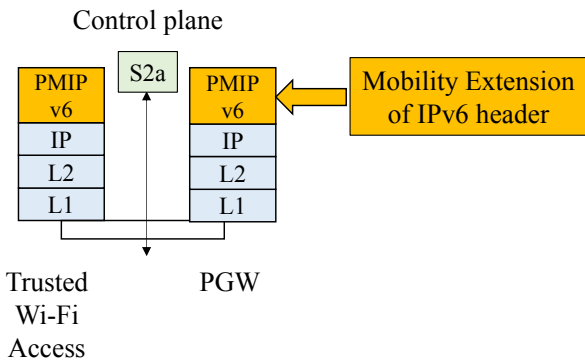 Control plane
S2a
PMIP
v6
IP
L2
L1
PMIP
v6
IP
L2
L1
Mobility Extension
of IPv6 header
Trusted
Wi-Fi
Access
PGW